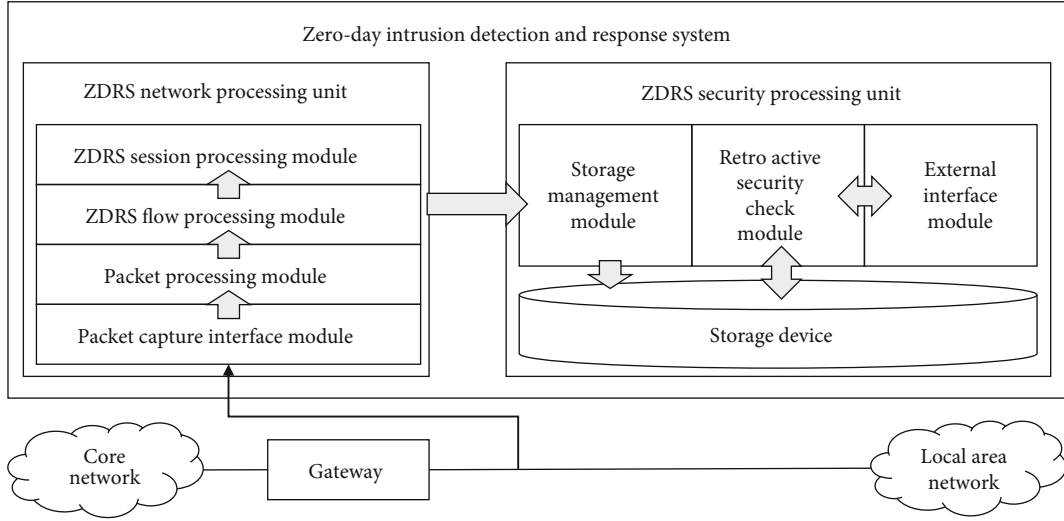 Zero-day intrusion detection and response system
ZDRS network processing unit
ZDRS session processing module
ZDRS flow processing module
Packet processing module
Packet capture interface module
ZDRS security processing unit
Storage
management
module
Retro active
security
check
module
External
interface
module
Storage device
Core
network
Gateway
Local area
network